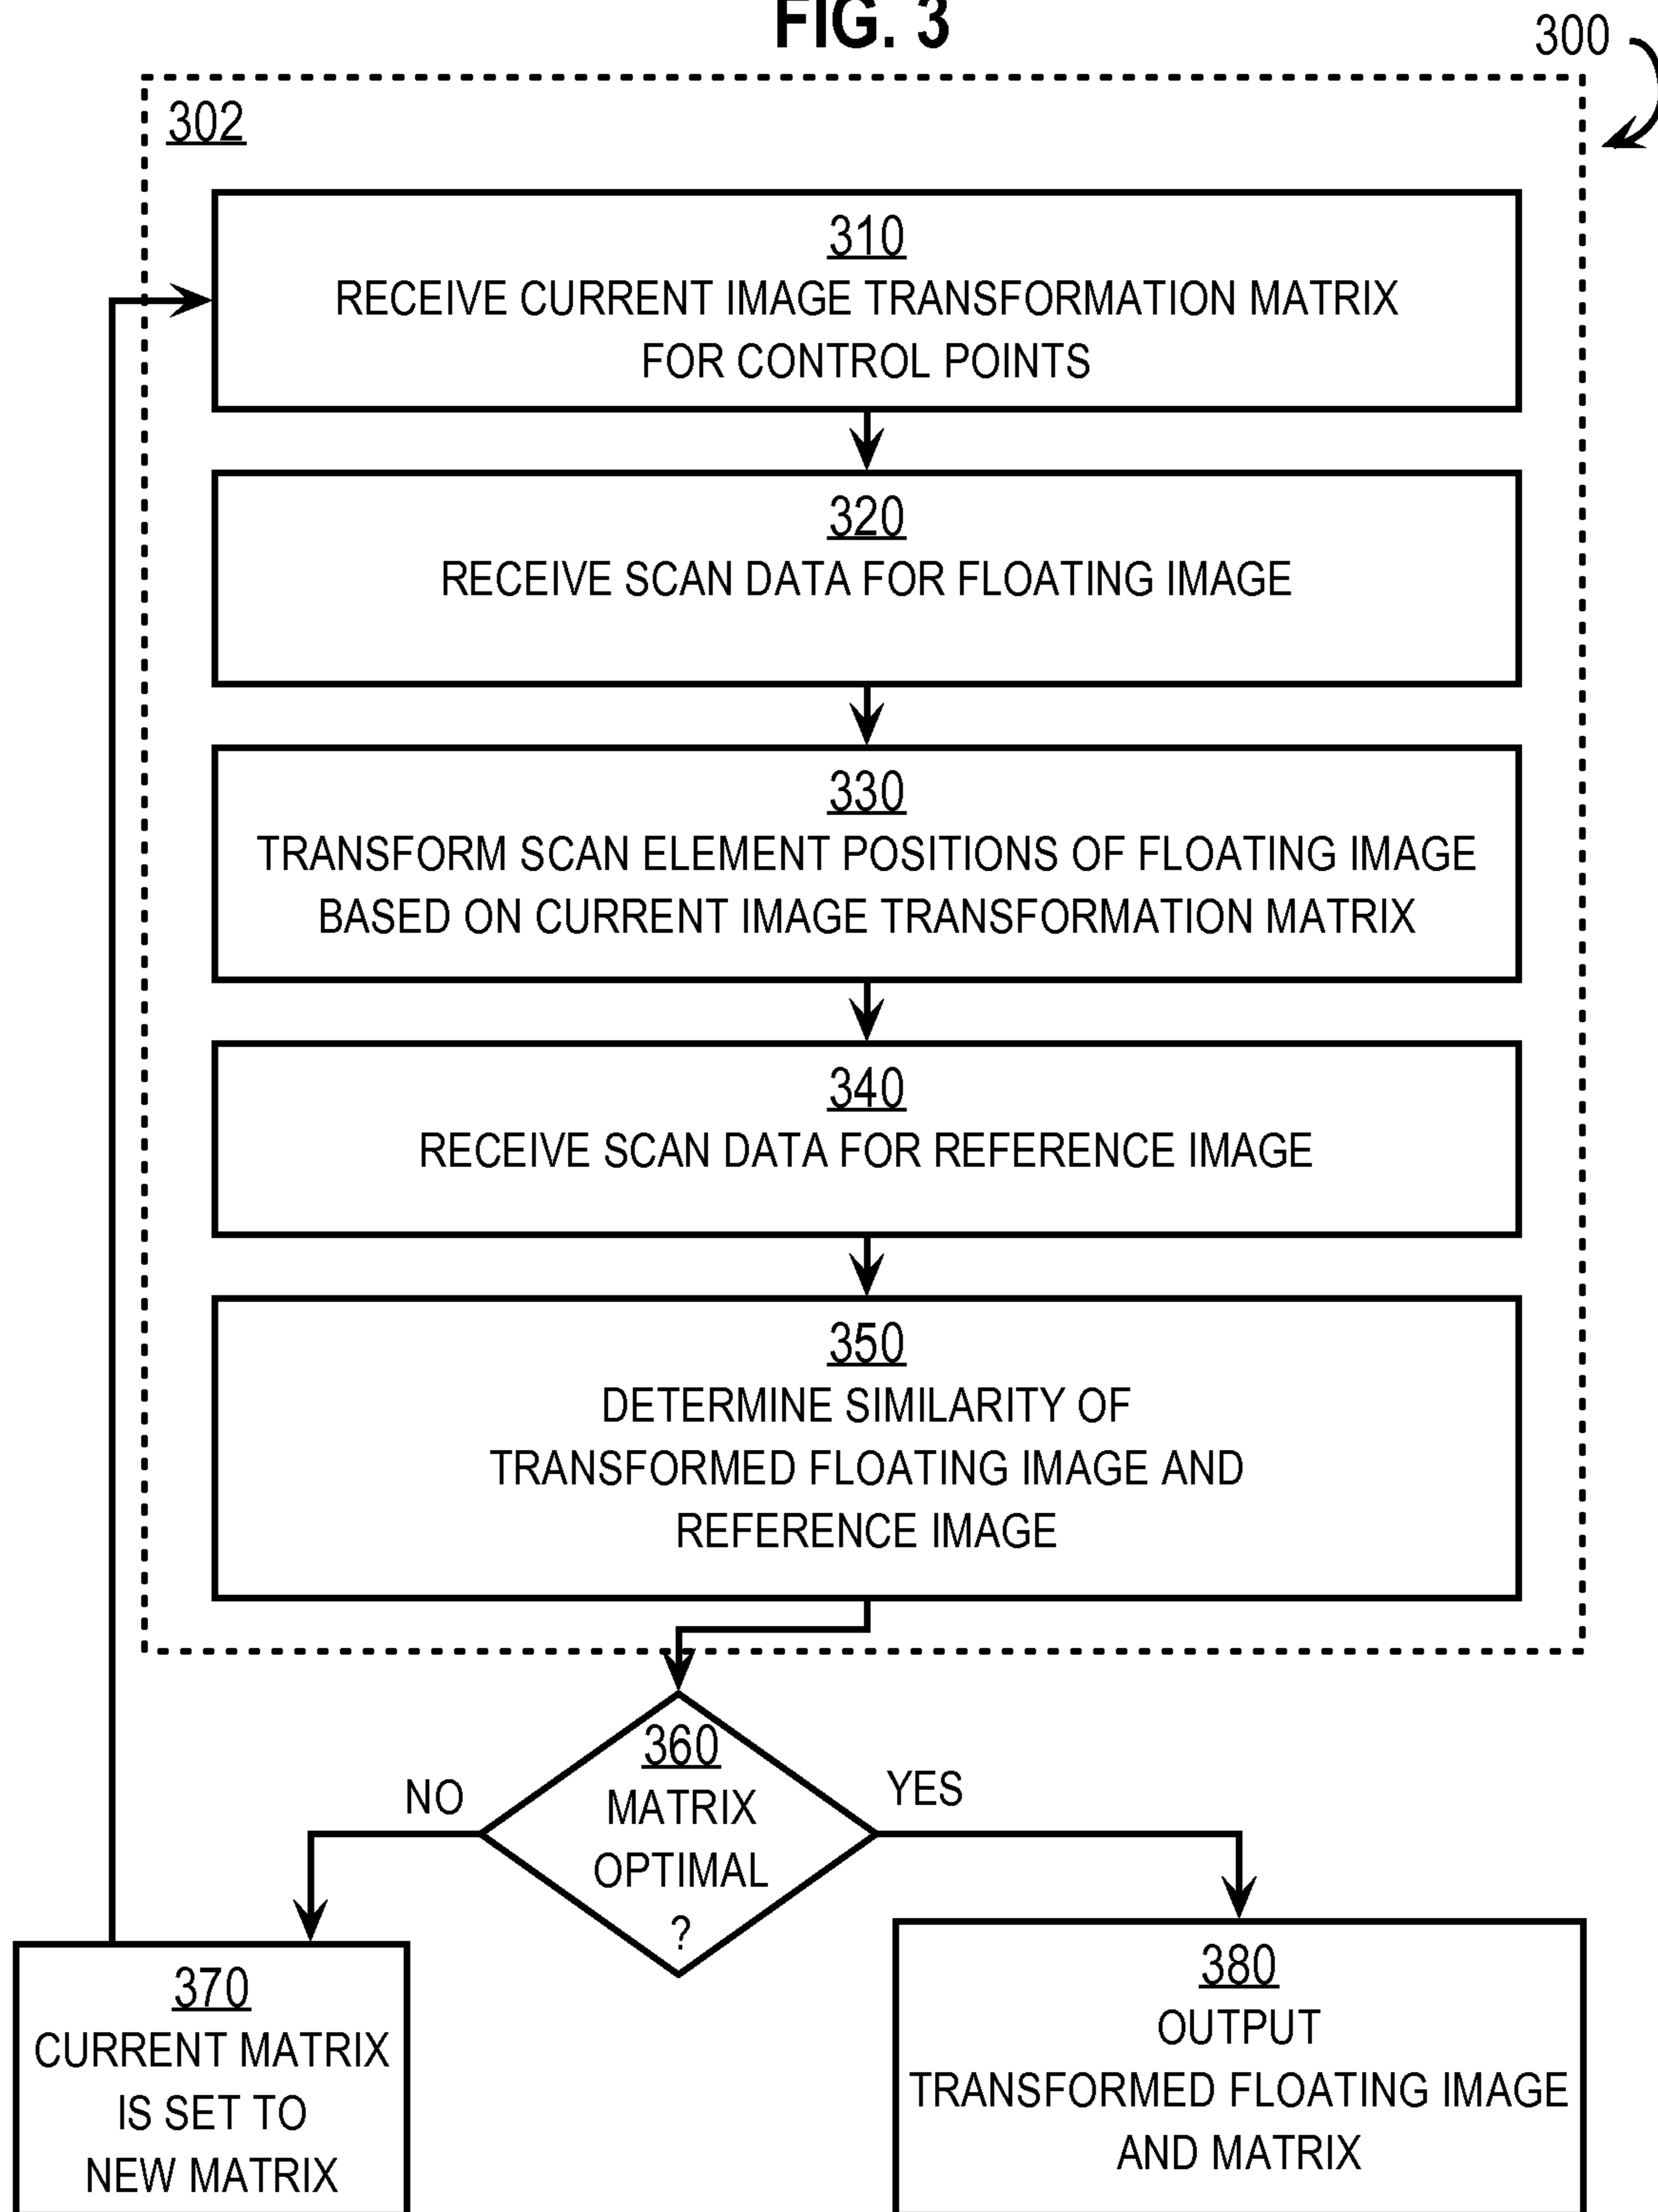 FIG. 3
300
302
310
RECEIVE CURRENT IMAGE TRANSFORMATION MATRIX
FOR CONTROL POINTS
320
RECEIVE SCAN DATA FOR FLOATING IMAGE
330
TRANSFORM SCAN ELEMENT POSITIONS OF FLOATING IMAGE
BASED ON CURRENT IMAGE TRANSFORMATION MATRIX
340
RECEIVE SCAN DATA FOR REFERENCE IMAGE
350
DETERMINE SIMILARITY OF
TRANSFORMED FLOATING IMAGE AND
REFERENCE IMAGE
360
MATRIX
OPTIMAL
?
NO
YES
370
CURRENT MATRIX
IS SET TO
NEW MATRIX
380
OUTPUT
TRANSFORMED FLOATING IMAGE
AND MATRIX